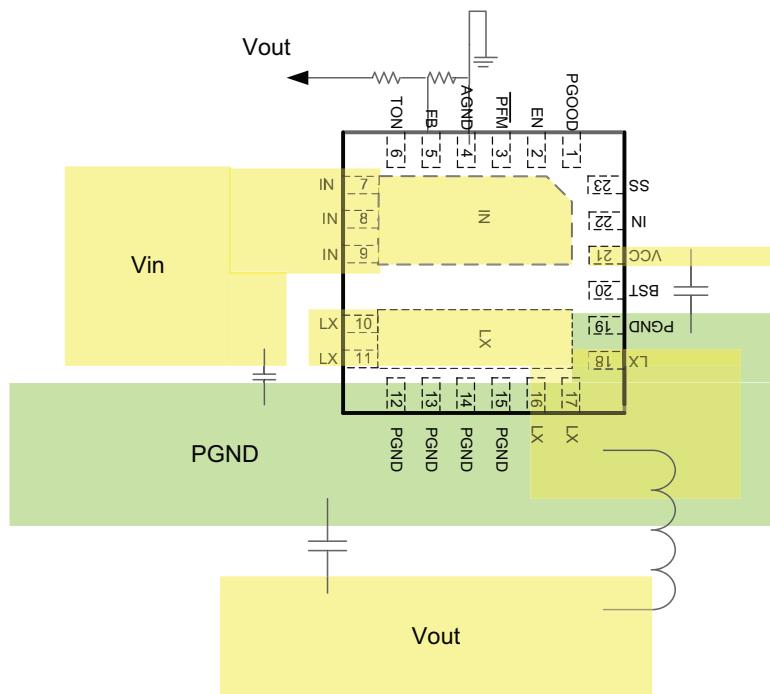 Vout
TON
FB
AGND
PFM
EN
PGOOD
6
5
4
3
2
1
IN
7
IN
8
IN
9
IN
23
SS
22
IN
21
VCC
20
BST
19
PGND
18
LX
Vin
LX
10
LX
11
LX
12
13
14
15
16
17
PGND
PGND
PGND
PGND
LX
LX
PGND
Vout